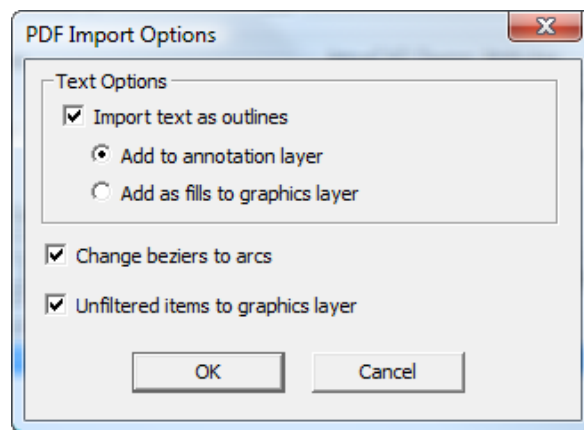 PDF Import Options
Text Options
Import text as outlines
Add to annotation layer
Add as fills to graphics layer
Change beziers to arcs
Unfiltered items to graphics layer
OK Cancel